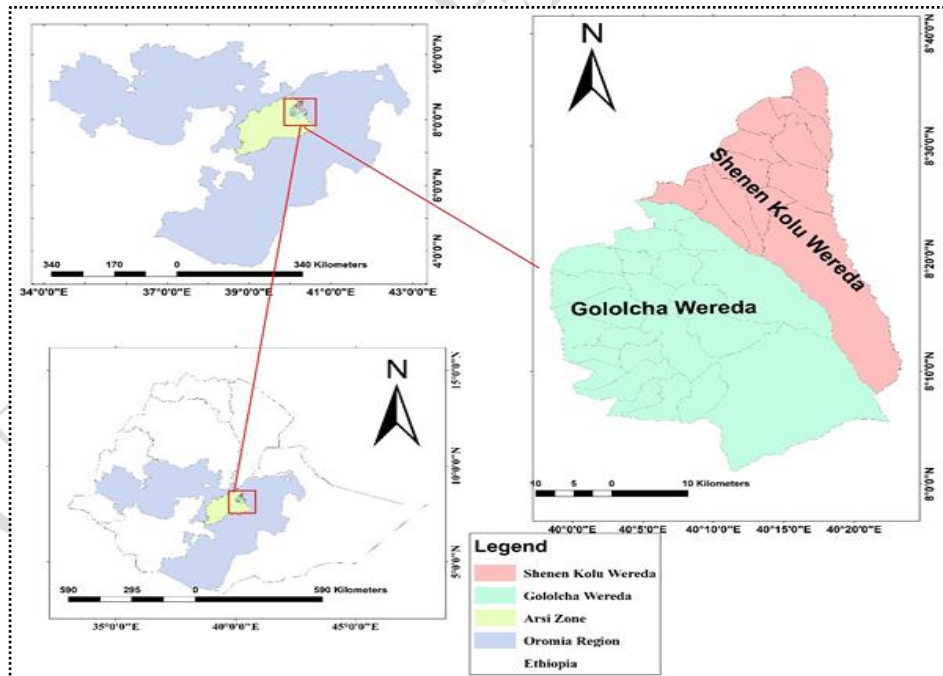 10°0'0"N
8°0'0"N
6°0'0"N
4°0'0"N
340 170 0 340 Kilometers
34°0'0"E 37°0'0"E 39°0'0"E 41°0'0"E 43°0'0"E
N
15°0'0"N
10°0'0"N
5°0'0"N
590 295 0 590 Kilometers
35°0'0"E 40°0'0"E 45°0'0"E
N
Shenen Kolu Wereda
Gololcha Wereda
8°40'0"N
8°30'0"N
8°20'0"N
8°10'0"N
8°0'0"N
10 5 0 10 Kilometers
40°0'0"E 40°5'0"E 40°10'0"E 40°15'0"E 40°20'0"E
Legend
Shenen Kolu Wereda
Gololcha Wereda
Arsi Zone
Oromia Region
Ethiopia